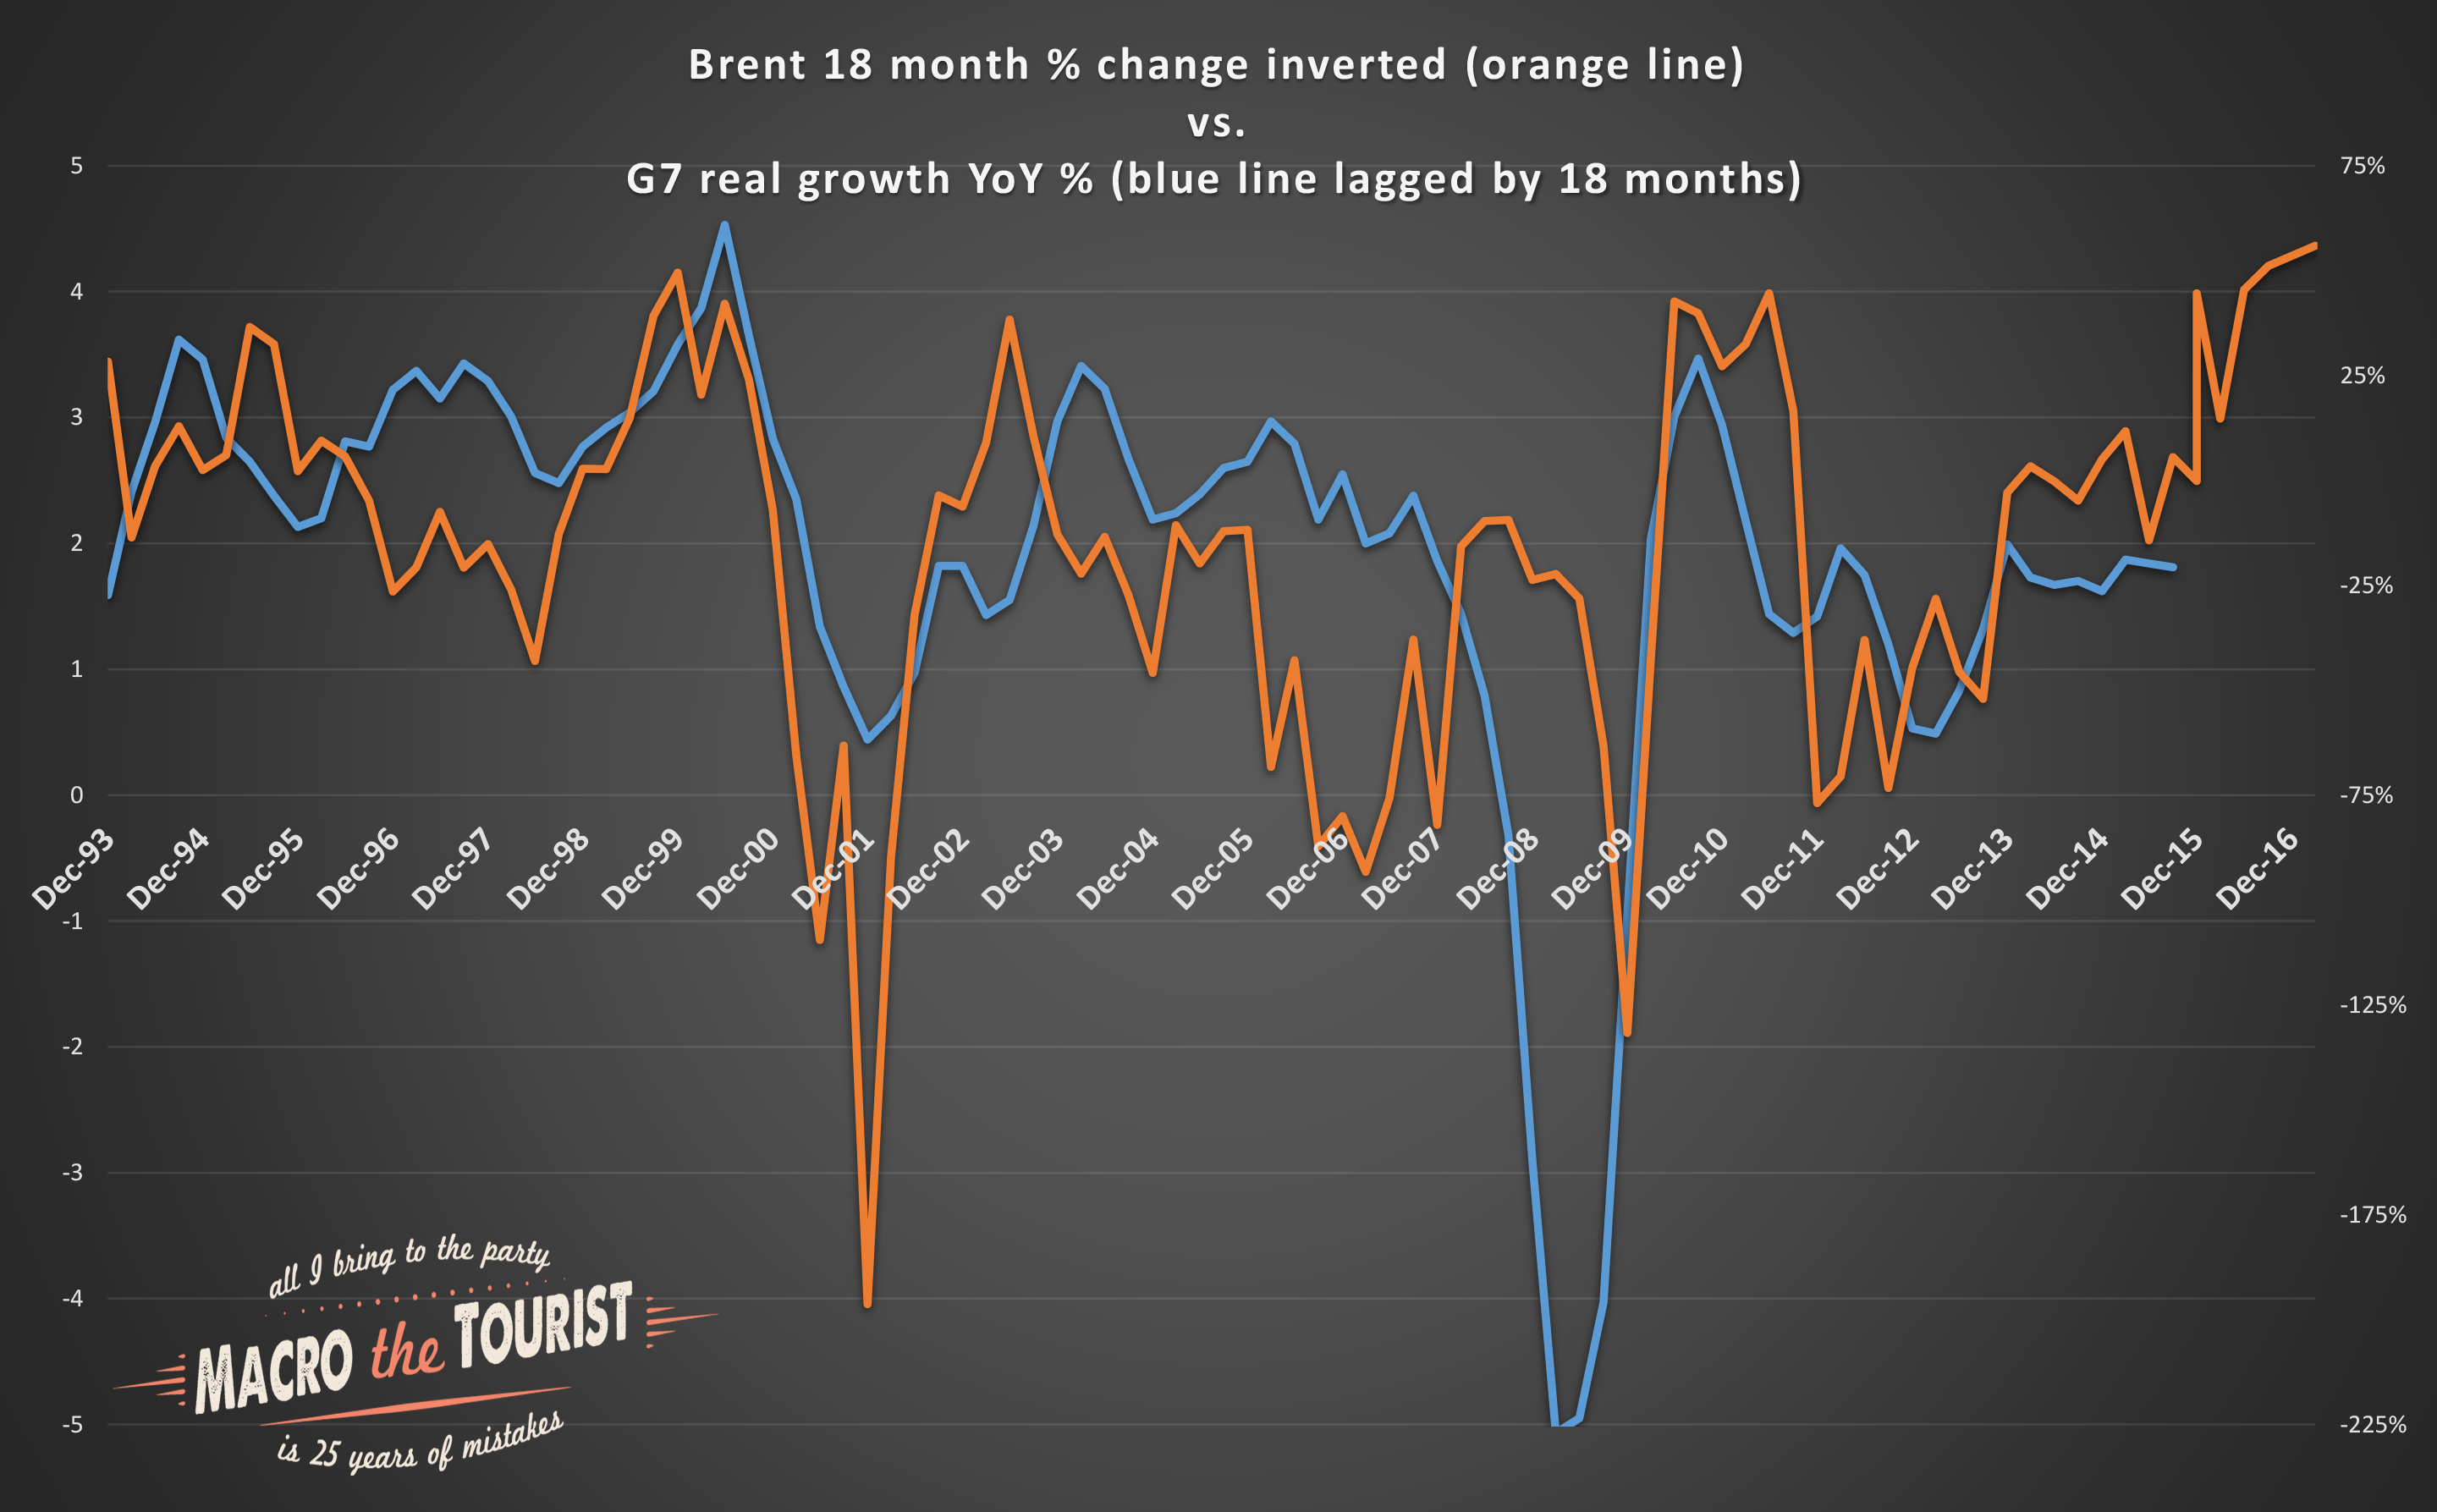 Brent 18 month % change inverted (orange line)
vs.
G7 real growth YoY % (blue line lagged by 18 months)
5
4
3
2
1
0
-1
-2
-3
-4
-5
75%
25%
-25%
-75%
-125%
-175%
-225%
Dec-93
Dec-94
Dec-95
Dec-96
Dec-97
Dec-98
Dec-99
Dec-00
Dec-01
Dec-02
Dec-03
Dec-04
Dec-05
Dec-06
Dec-07
Dec-08
Dec-09
Dec-10
Dec-11
Dec-12
Dec-13
Dec-14
Dec-15
Dec-16
all I bring to the party
MACRO the TOURIST
is 25 years of mistakes